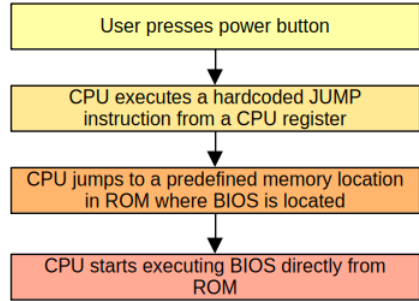 User presses power button
CPU executes a hardcoded JUMP
instruction from a CPU register
CPU jumps to a predefined memory location
in ROM where BIOS is located
CPU starts executing BIOS directly from
ROM